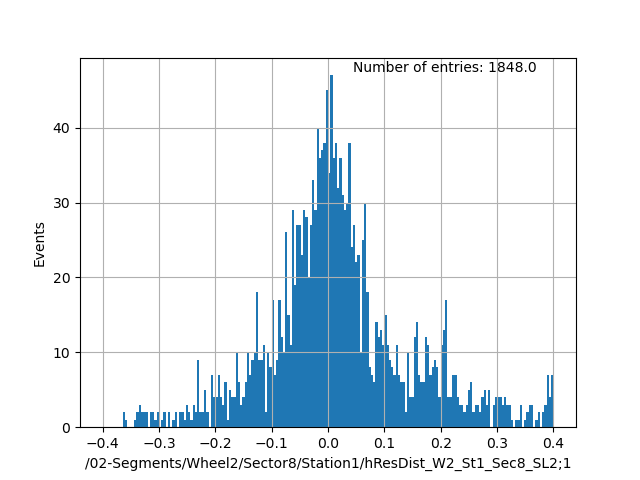 Number of entries: 1848.0
Events
40
30
20
10
0
−0.4 −0.3 −0.2 −0.1 0.0 0.1 0.2 0.3 0.4
/02-Segments/Wheel2/Sector8/Station1/hResDist_W2_St1_Sec8_SL2;1